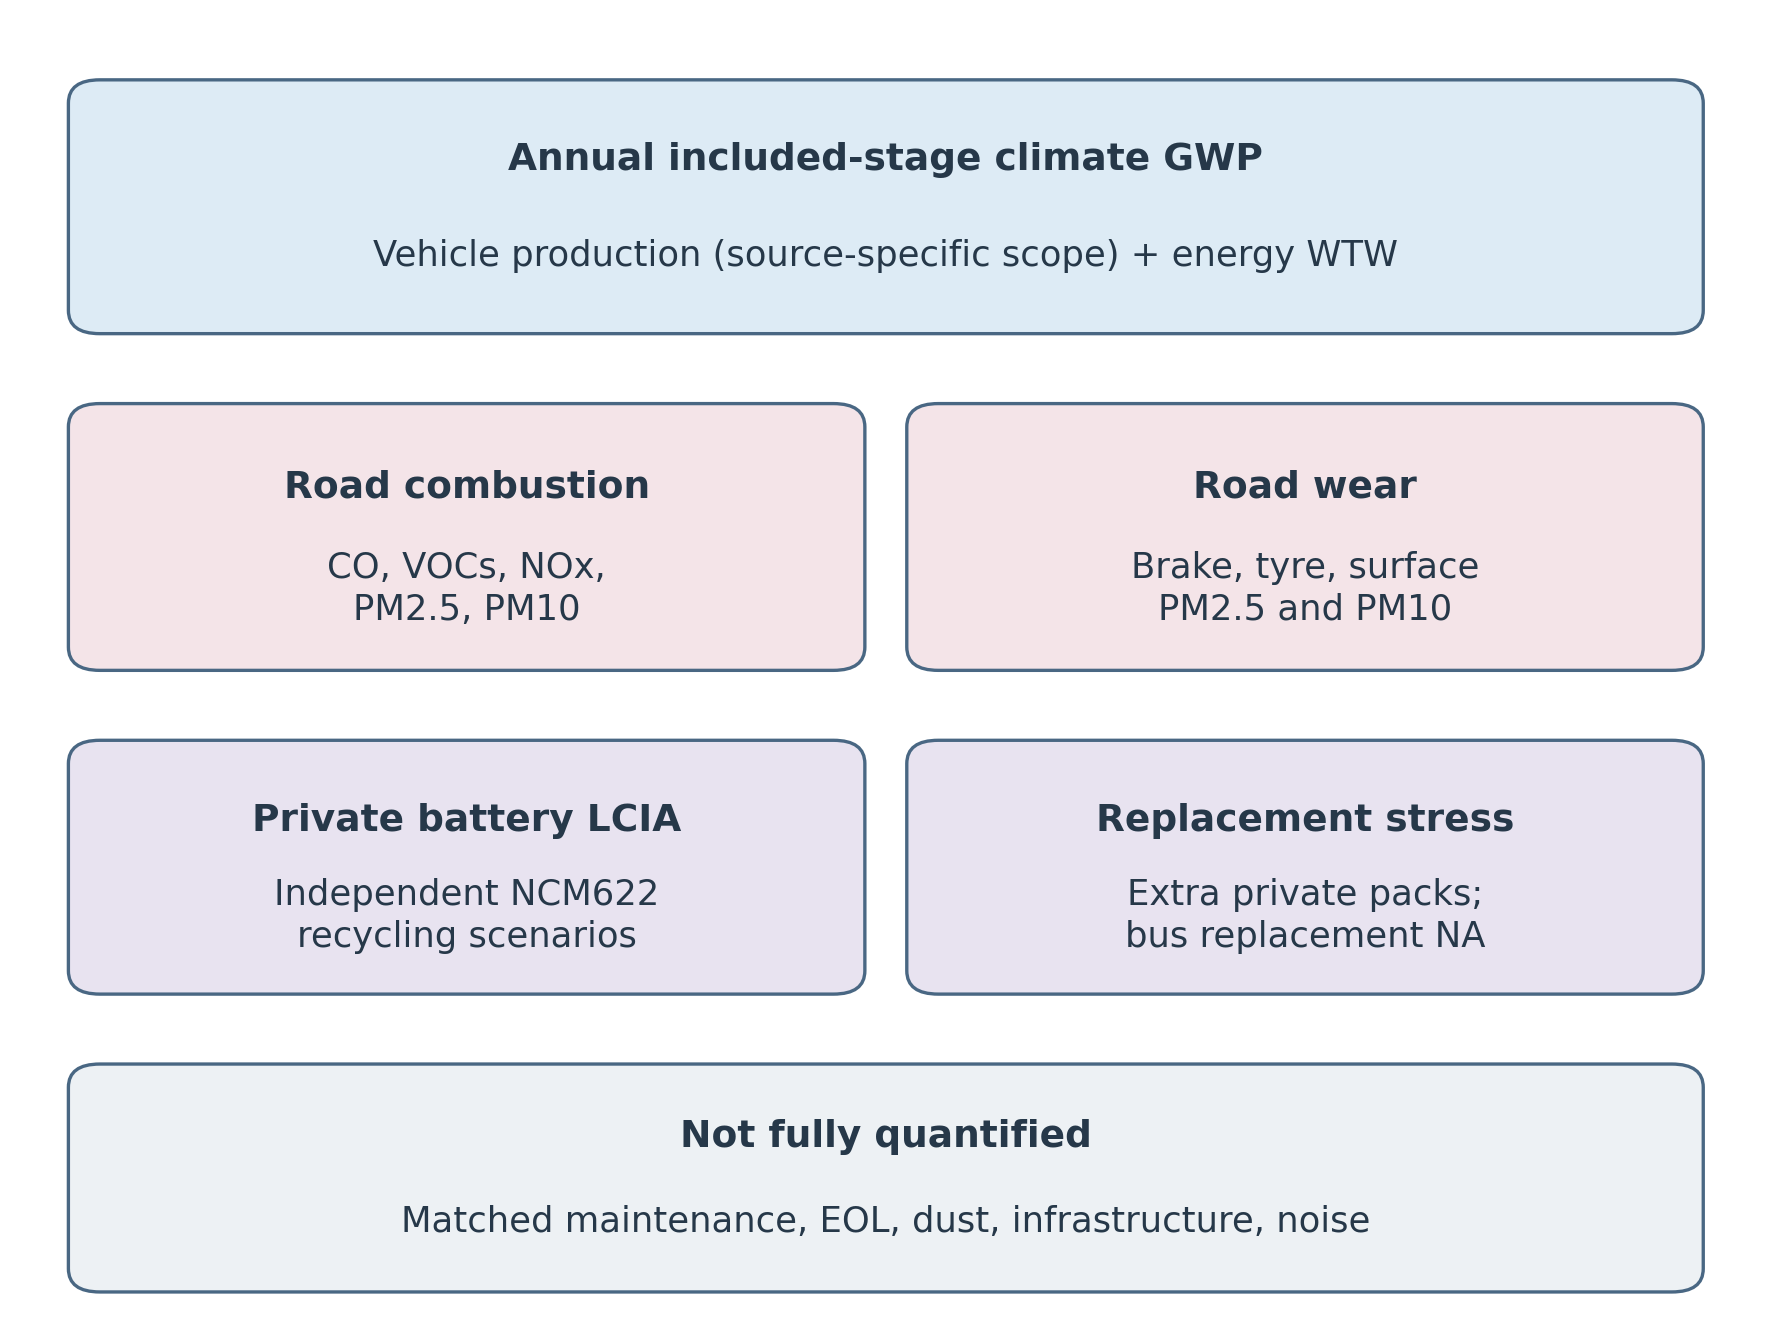 Annual included-stage climate GWP
Vehicle production (source-specific scope) + energy WTW
Road combustion
CO, VOCs, NOx,
PM2.5, PM10
Road wear
Brake, tyre, surface
PM2.5 and PM10
Private battery LCIA
Independent NCM622
recycling scenarios
Replacement stress
Extra private packs;
bus replacement NA
Not fully quantified
Matched maintenance, EOL, dust, infrastructure, noise